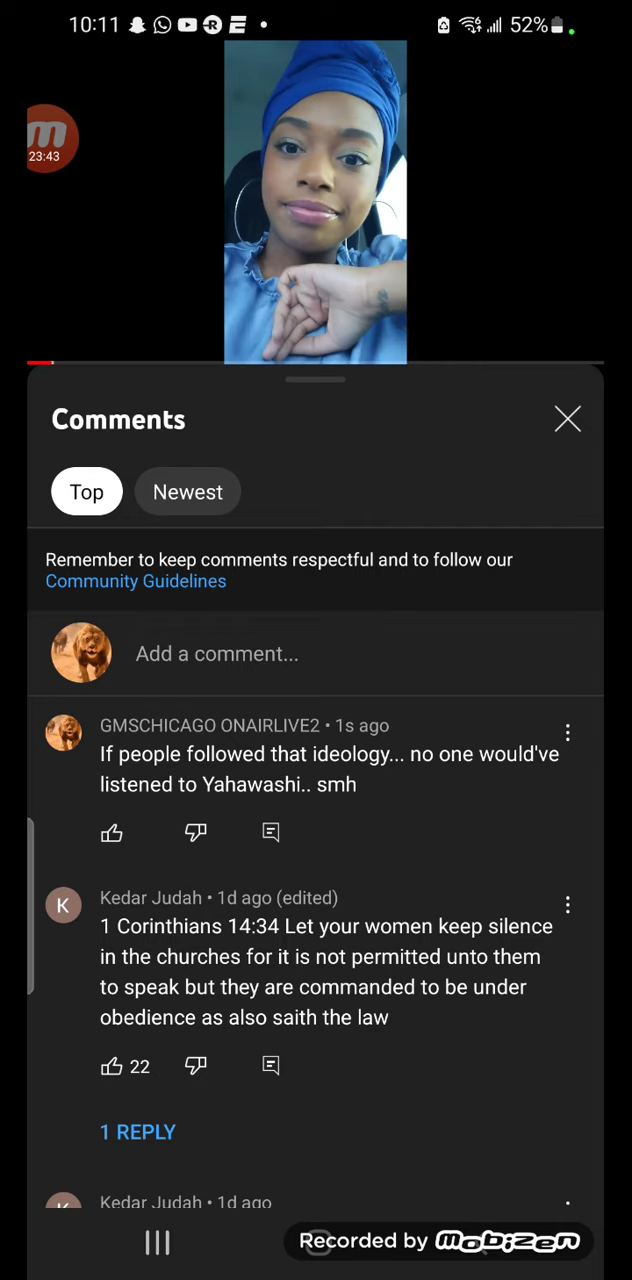 10:11
52%
23:43
Comments
Top
Newest
Remember to keep comments respectful and to follow our
Community Guidelines
Add a comment...
GMSCHICAGO ONAIRLIVE2 • 1s ago
If people followed that ideology... no one would've
listened to Yahawashi.. smh
K
Kedar Judah • 1d ago (edited)
1 Corinthians 14:34 Let your women keep silence
in the churches for it is not permitted unto them
to speak but they are commanded to be under
obedience as also saith the law
22
1 REPLY
Kedar Judah • 1d ago
Recorded by mobizen